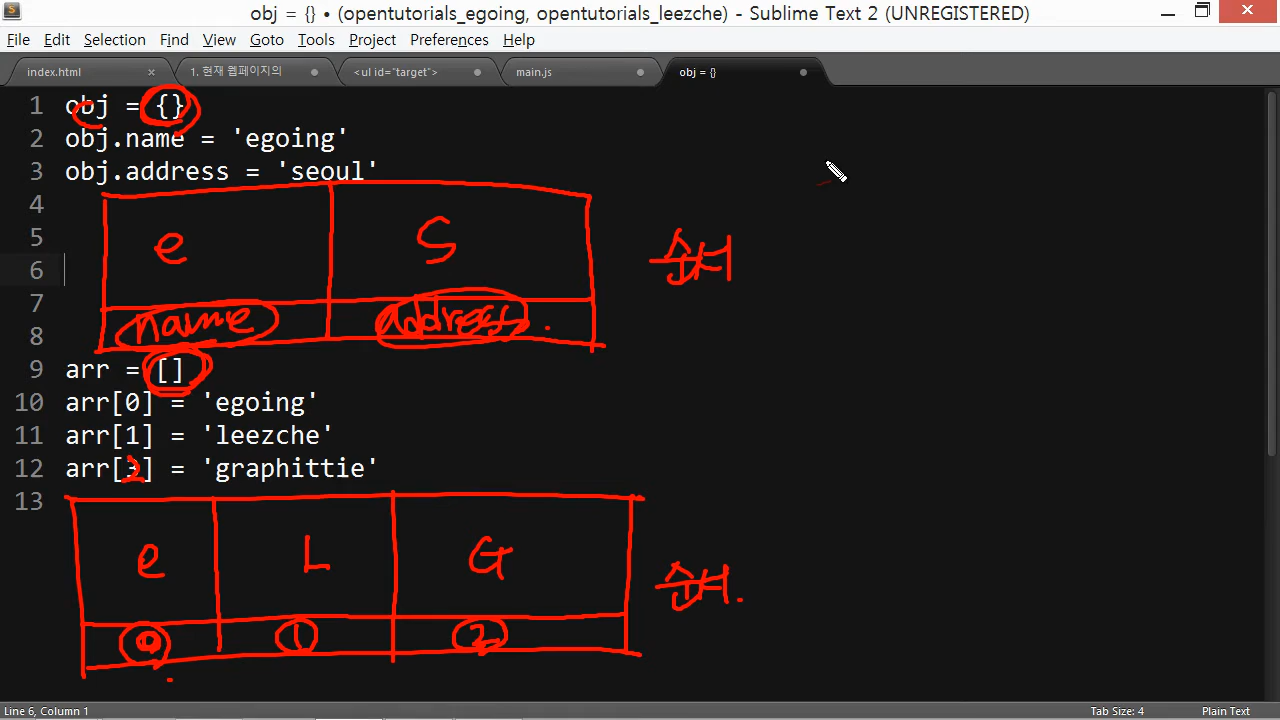 obj = {} • (opentutorials_egoing, opentutorials_leezche) - Sublime Text 2 (UNREGISTERED)
File Edit Selection Find View Goto Tools Project Preferences Help
index.html × 1. 현재 웹페이지의 <ul id="target"> main.js obj = {}
1 obj = {}
2 obj.name = 'egoing'
3 obj.address = 'seoul'
4
5 e S
6 순서
7
8 name address.
9 arr = []
10 arr[0] = 'egoing'
11 arr[1] = 'leezche'
12 arr[2] = 'graphittie'
13
e L G
순서.
0 1 2
Line 6, Column 1 Tab Size: 4 Plain Text